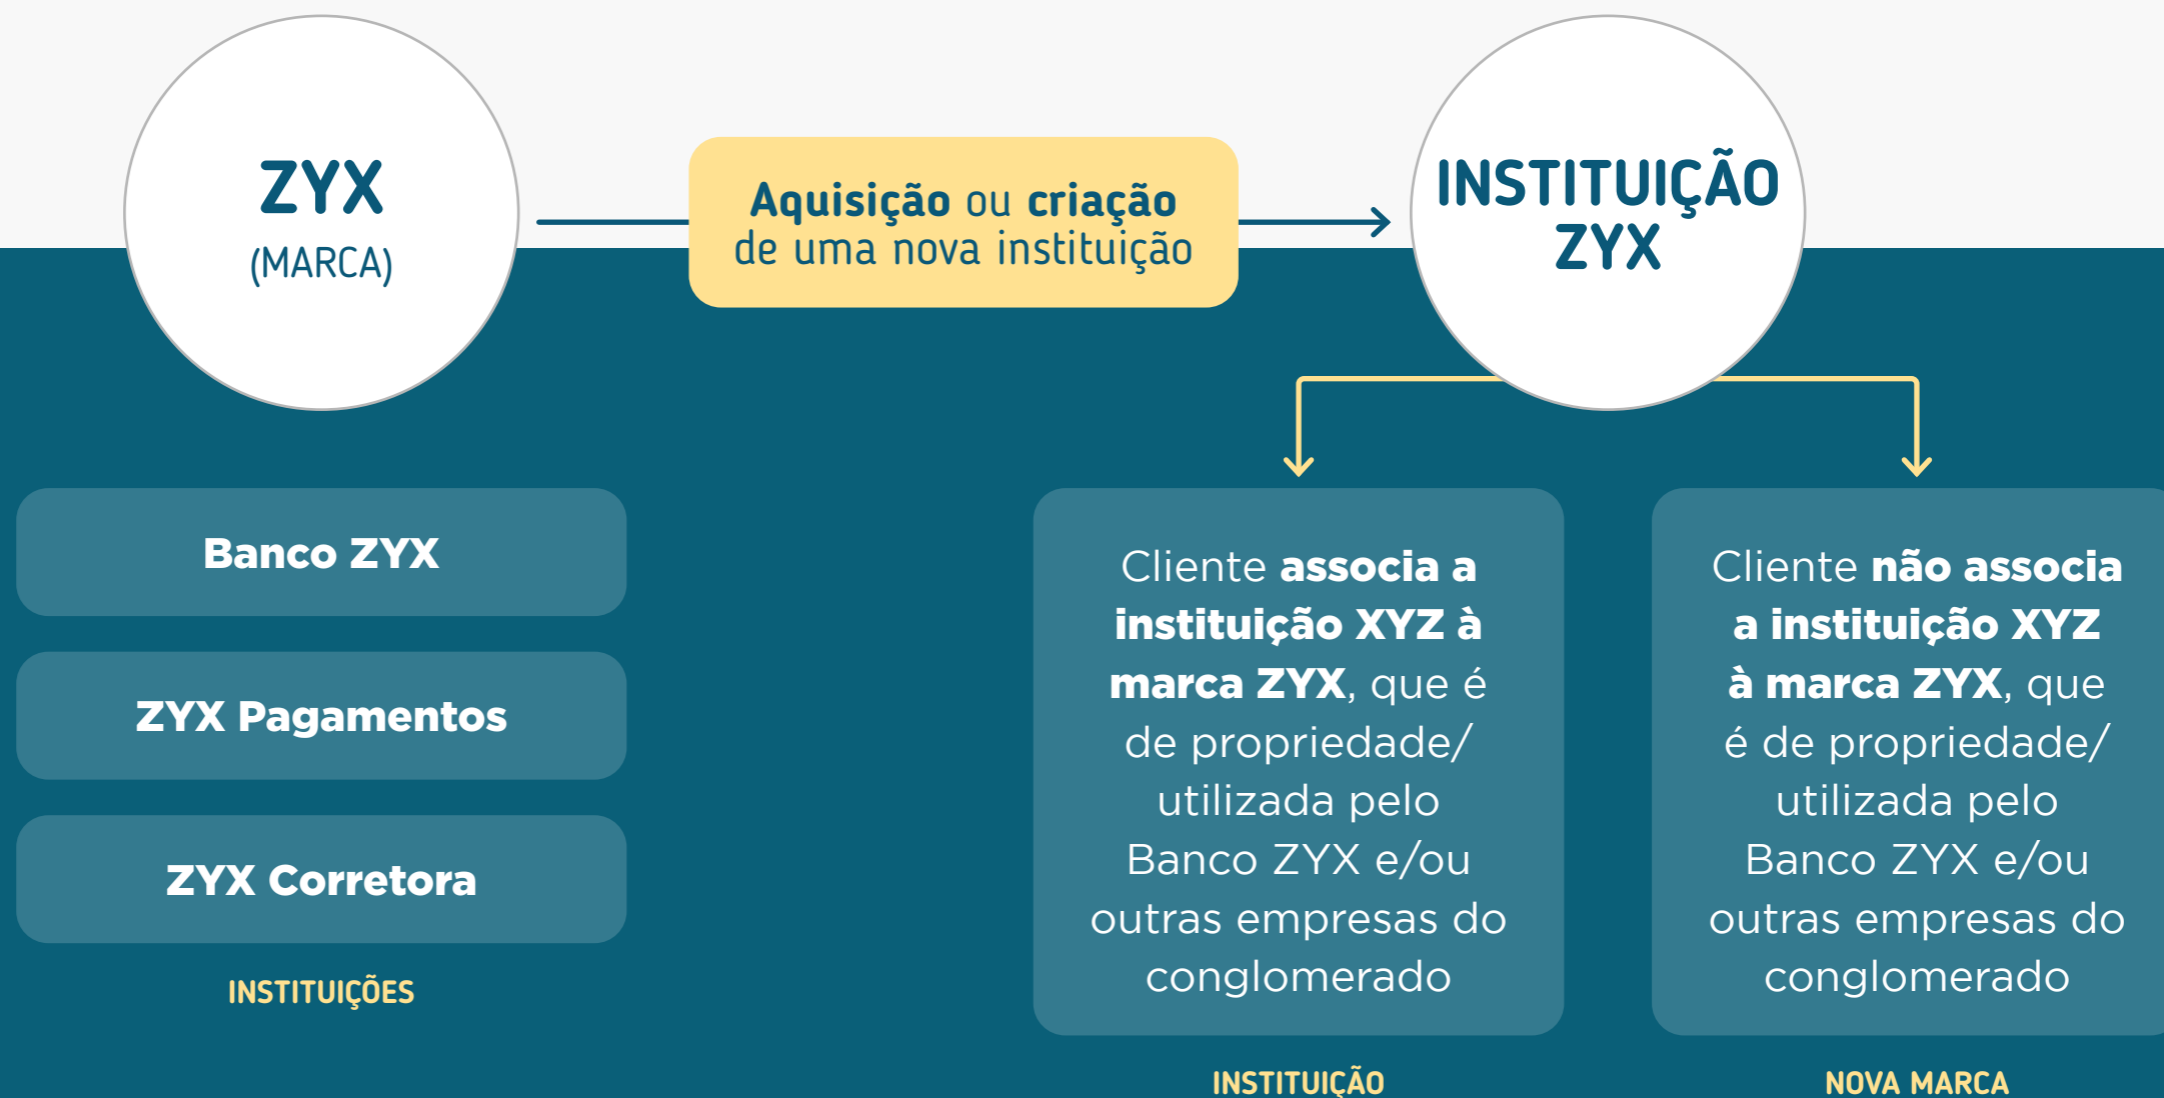 ZYX
(MARCA)
Aquisição ou criação
de uma nova instituição
INSTITUIÇÃO
ZYX
Banco ZYX
ZYX Pagamentos
ZYX Corretora
INSTITUIÇÕES
Cliente associa a
instituição XYZ à
marca ZYX, que é
de propriedade/
utilizada pelo
Banco ZYX e/ou
outras empresas do
conglomerado
INSTITUIÇÃO
Cliente não associa
a instituição XYZ
à marca ZYX, que
é de propriedade/
utilizada pelo
Banco ZYX e/ou
outras empresas do
conglomerado
NOVA MARCA